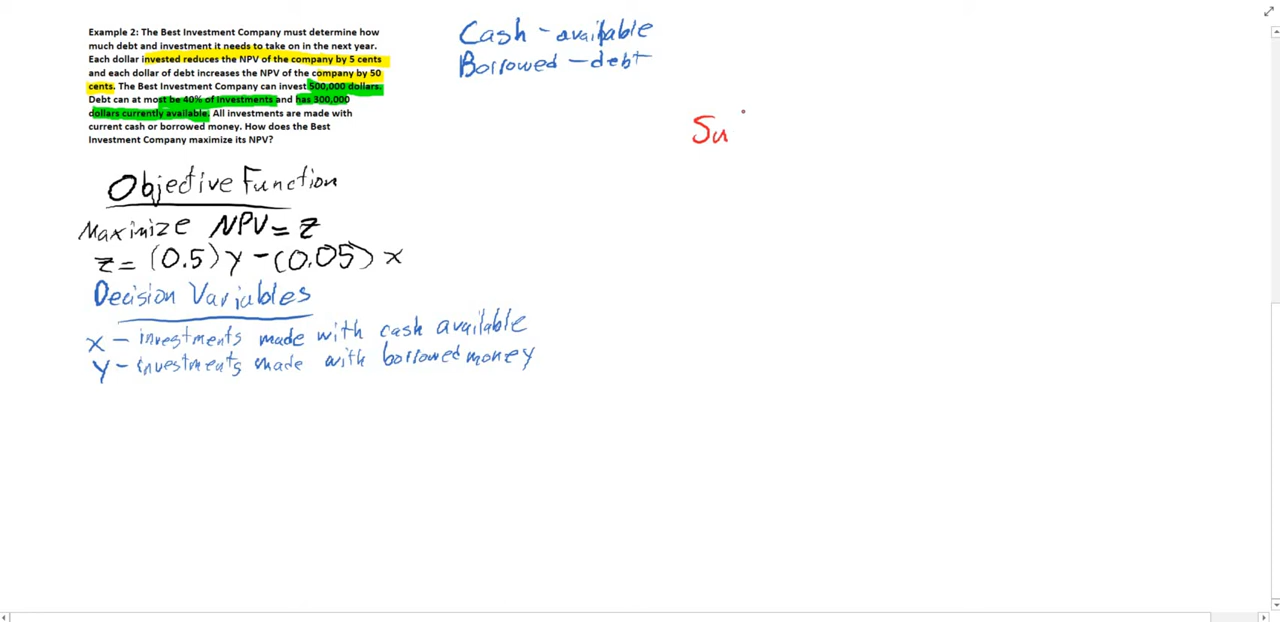 Example 2: The Best Investment Company must determine how
much debt and investment it needs to take on in the next year.
Each dollar invested reduces the NPV of the company by 5 cents
and each dollar of debt increases the NPV of the company by 50
cents. The Best Investment Company can invest 500,000 dollars.
Debt can at most be 40% of Investments and has 300,000
dollars currently available. All investments are made with
current cash or borrowed money. How does the Best
Investment Company maximize its NPV?
Cash - available
Borrowed - debt
Su
Objective Function
Maximize NPV = z
z = (0.5)y - (0.05)x
Decision Variables
x - investments made with cash available
y - investments made with borrowed money